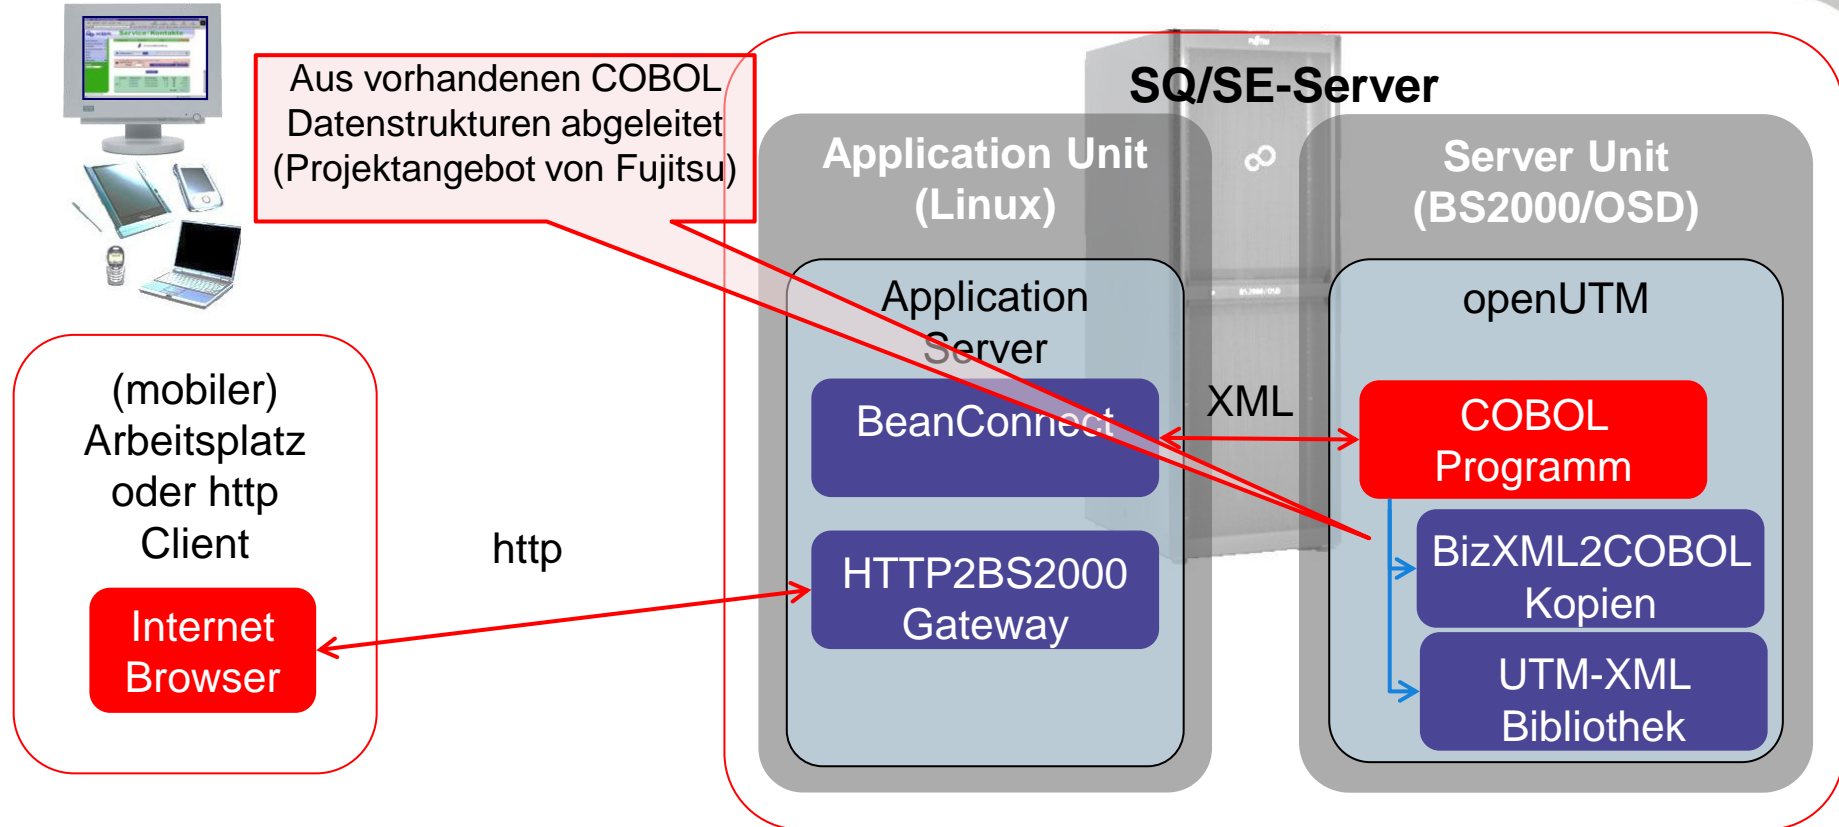 Service/Kontakte
Aus vorhandenen COBOL
Datenstrukturen abgeleitet
(Projektangebot von Fujitsu)
SQ/SE-Server
Application Unit
(Linux)
Server Unit
(BS2000/OSD)
Application
Server
openUTM
(mobiler)
Arbeitsplatz
oder http
Client
Internet
Browser
http
BeanConnect
HTTP2BS2000
Gateway
XML
COBOL
Programm
BizXML2COBOL
Kopien
UTM-XML
Bibliothek